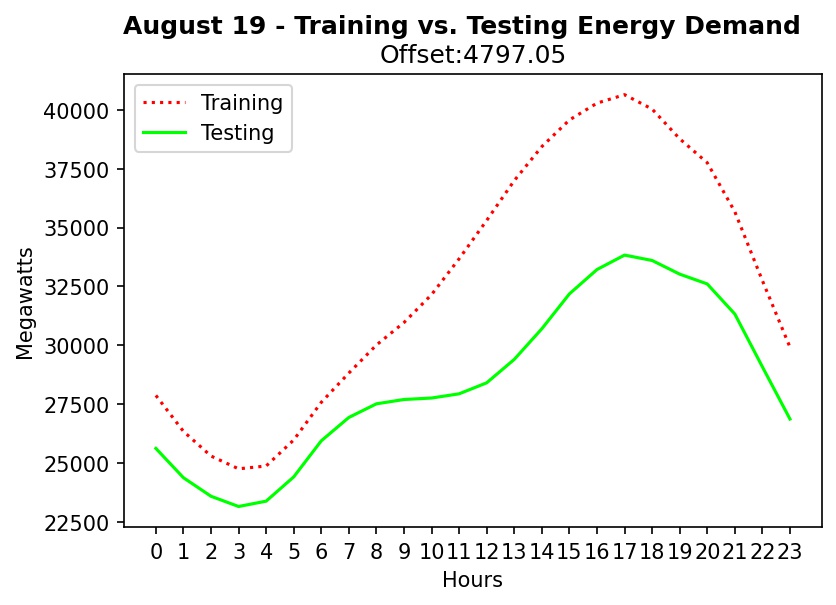 August 19 - Training vs. Testing Energy Demand
Offset:4797.05
Training
Testing
Megawatts
40000
37500
35000
32500
30000
27500
25000
22500
0 1 2 3 4 5 6 7 8 9 10 11 12 13 14 15 16 17 18 19 20 21 22 23
Hours